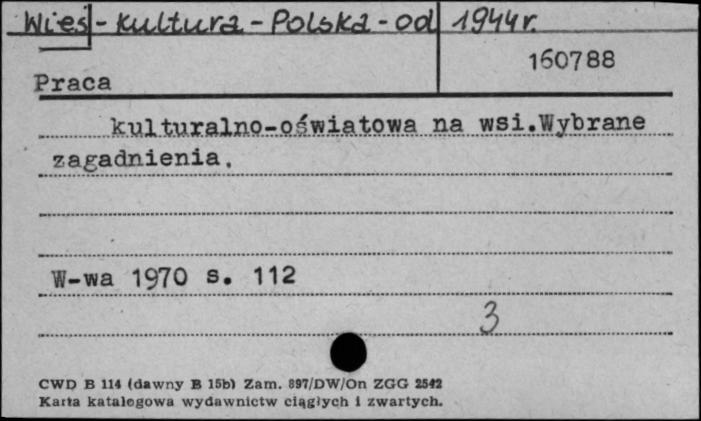 Wieś - kultura - Polska - od 1944r.
160788
Praca
kulturalno-oświatowa na wsi.Wybrane
zagadnienia.
W-wa 1970 s. 112
3
CWD B 114 (dawny B 15b) Zam. 897/DW/On ZGG 2542
Karta katalogowa wydawnictw ciągłych i zwartych.